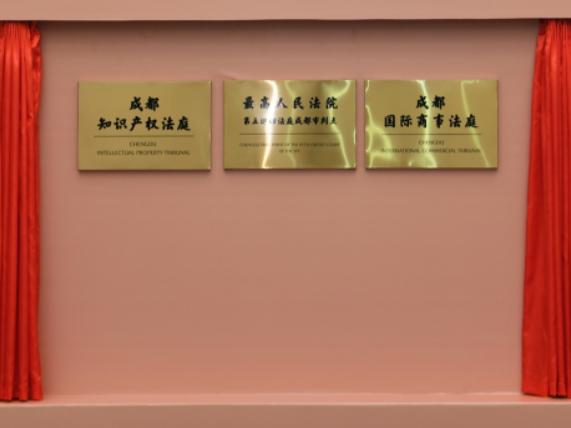 成都
知识产权法庭
CHENGDU
INTELLECTUAL PROPERTY TRIBUNAL
最高人民法院
第五巡回法庭成都审判点
成都
国际商事法庭
CHENGDU
INTERNATIONAL COMMERCIAL TRIBUNAL